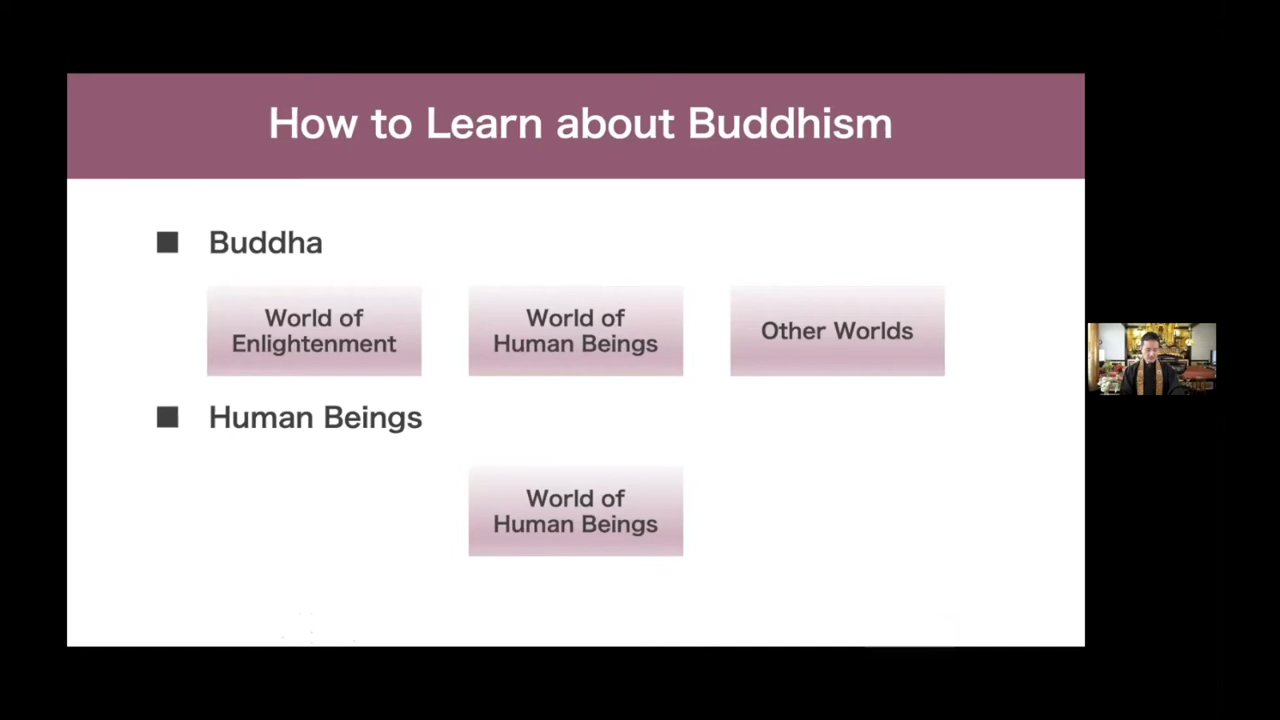 How to Learn about Buddhism
Buddha
World of
Enlightenment
World of
Human Beings
Other Worlds
Human Beings
World of
Human Beings